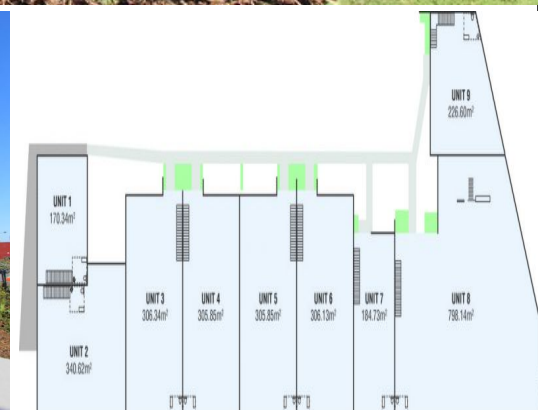 UNIT 9
226.60m²
UNIT 1
170.34m²
UNIT 2
340.62m²
UNIT 3
306.34m²
UNIT 4
305.85m²
UNIT 5
305.85m²
UNIT 6
306.13m²
UNIT 7
184.73m²
UNIT 8
798.14m²